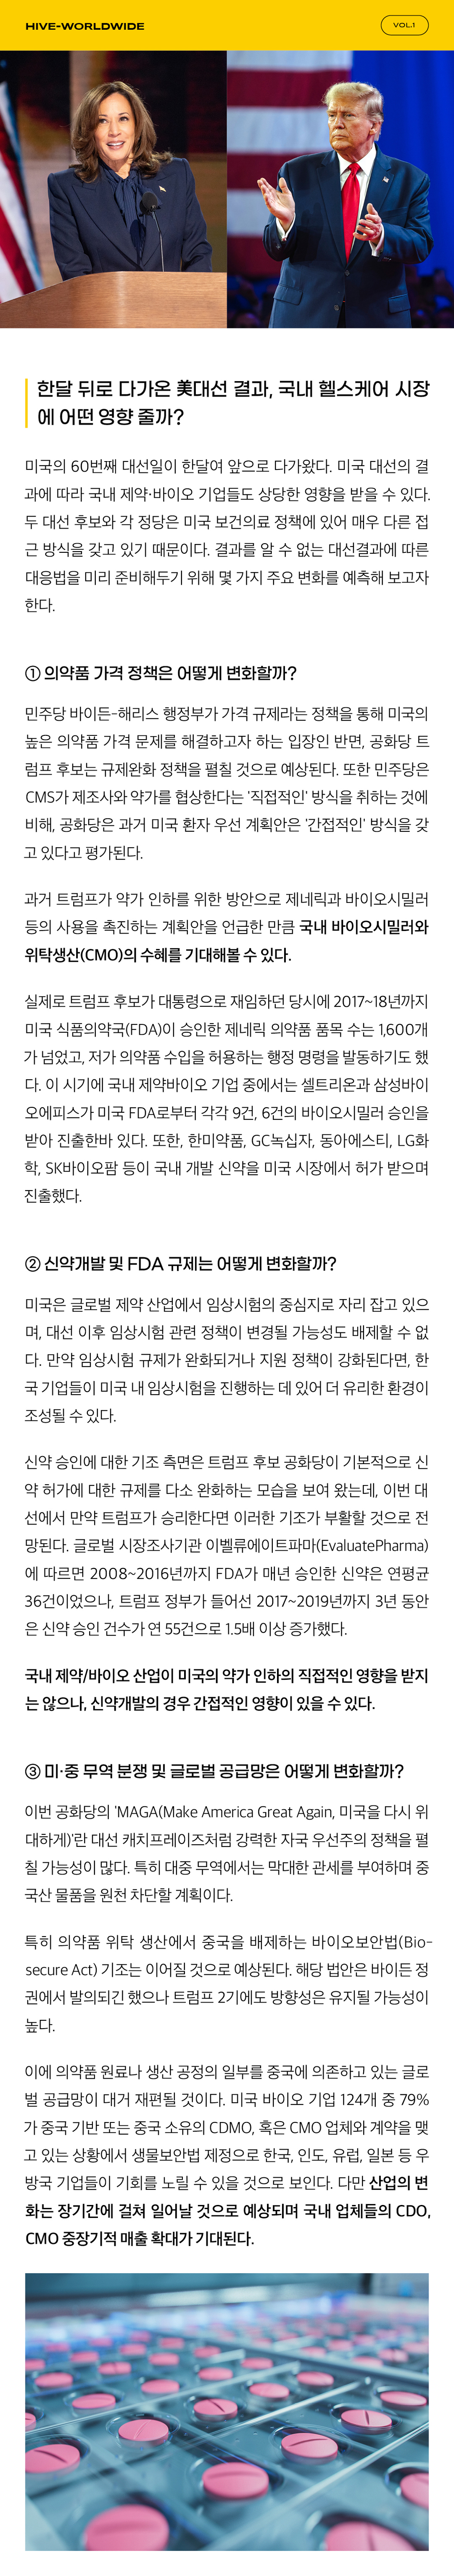 HIVE-WORLDWIDE
VOL.1
한달 뒤로 다가온 美대선 결과, 국내 헬스케어 시장
에 어떤 영향 줄까?
미국의 60번째 대선일이 한달여 앞으로 다가왔다. 미국 대선의 결
과에 따라 국내 제약·바이오 기업들도 상당한 영향을 받을 수 있다.
두 대선 후보와 각 정당은 미국 보건의료 정책에 있어 매우 다른 접
근 방식을 갖고 있기 때문이다. 결과를 알 수 없는 대선결과에 따른
대응법을 미리 준비해두기 위해 몇 가지 주요 변화를 예측해 보고자
한다.
① 의약품 가격 정책은 어떻게 변화할까?
민주당 바이든-해리스 행정부가 가격 규제라는 정책을 통해 미국의
높은 의약품 가격 문제를 해결하고자 하는 입장인 반면, 공화당 트
럼프 후보는 규제완화 정책을 펼칠 것으로 예상된다. 또한 민주당은
CMS가 제조사와 약가를 협상한다는 '직접적인' 방식을 취하는 것에
비해, 공화당은 과거 미국 환자 우선 계획안은 '간접적인' 방식을 갖
고 있다고 평가된다.
과거 트럼프가 약가 인하를 위한 방안으로 제네릭과 바이오시밀러
등의 사용을 촉진하는 계획안을 언급한 만큼 국내 바이오시밀러와
위탁생산(CMO)의 수혜를 기대해볼 수 있다.
실제로 트럼프 후보가 대통령으로 재임하던 당시에 2017~18년까지
미국 식품의약국(FDA)이 승인한 제네릭 의약품 품목 수는 1,600개
가 넘었고, 저가 의약품 수입을 허용하는 행정 명령을 발동하기도 했
다. 이 시기에 국내 제약바이오 기업 중에서는 셀트리온과 삼성바이
오에피스가 미국 FDA로부터 각각 9건, 6건의 바이오시밀러 승인을
받아 진출한바 있다. 또한, 한미약품, GC녹십자, 동아에스티, LG화
학, SK바이오팜 등이 국내 개발 신약을 미국 시장에서 허가 받으며
진출했다.
② 신약개발 및 FDA 규제는 어떻게 변화할까?
미국은 글로벌 제약 산업에서 임상시험의 중심지로 자리 잡고 있으
며, 대선 이후 임상시험 관련 정책이 변경될 가능성도 배제할 수 없
다. 만약 임상시험 규제가 완화되거나 지원 정책이 강화된다면, 한
국 기업들이 미국 내 임상시험을 진행하는 데 있어 더 유리한 환경이
조성될 수 있다.
신약 승인에 대한 기조 측면은 트럼프 후보 공화당이 기본적으로 신
약 허가에 대한 규제를 다소 완화하는 모습을 보여 왔는데, 이번 대
선에서 만약 트럼프가 승리한다면 이러한 기조가 부활할 것으로 전
망된다. 글로벌 시장조사기관 이벨류에이트파마(EvaluatePharma)
에 따르면 2008~2016년까지 FDA가 매년 승인한 신약은 연평균
36건이었으나, 트럼프 정부가 들어선 2017~2019년까지 3년 동안
은 신약 승인 건수가 연 55건으로 1.5배 이상 증가했다.
국내 제약/바이오 산업이 미국의 약가 인하의 직접적인 영향을 받지
는 않으나, 신약개발의 경우 간접적인 영향이 있을 수 있다.
③ 미·중 무역 분쟁 및 글로벌 공급망은 어떻게 변화할까?
이번 공화당의 'MAGA(Make America Great Again, 미국을 다시 위
대하게)'란 대선 캐치프레이즈처럼 강력한 자국 우선주의 정책을 펼
칠 가능성이 많다. 특히 대중 무역에서는 막대한 관세를 부여하며 중
국산 물품을 원천 차단할 계획이다.
특히 의약품 위탁 생산에서 중국을 배제하는 바이오보안법(Bio-
secure Act) 기조는 이어질 것으로 예상된다. 해당 법안은 바이든 정
권에서 발의되긴 했으나 트럼프 2기에도 방향성은 유지될 가능성이
높다.
이에 의약품 원료나 생산 공정의 일부를 중국에 의존하고 있는 글로
벌 공급망이 대거 재편될 것이다. 미국 바이오 기업 124개 중 79%
가 중국 기반 또는 중국 소유의 CDMO, 혹은 CMO 업체와 계약을 맺
고 있는 상황에서 생물보안법 제정으로 한국, 인도, 유럽, 일본 등 우
방국 기업들이 기회를 노릴 수 있을 것으로 보인다. 다만 산업의 변
화는 장기간에 걸쳐 일어날 것으로 예상되며 국내 업체들의 CDO,
CMO 중장기적 매출 확대가 기대된다.